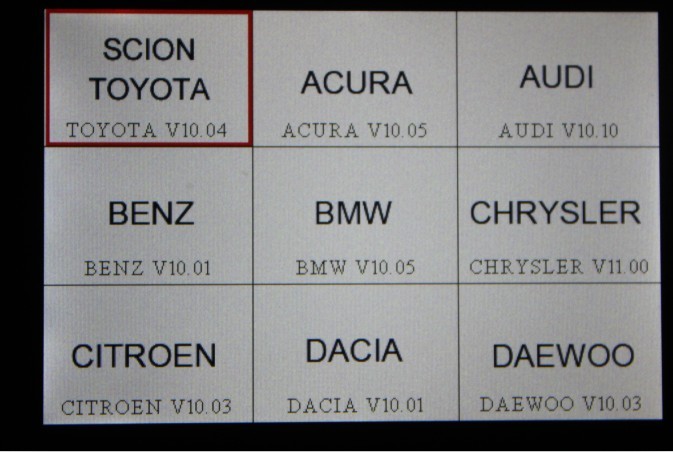 SCION
TOYOTA
TOYOTA V10.04
ACURA
ACURA V10.05
AUDI
AUDI V10.10
BENZ
BENZ V10.01
BMW
BMW V10.05
CHRYSLER
CHRYSLER V11.00
CITROEN
CITROEN V10.03
DACIA
DACIA V10.01
DAEWOO
DAEWOO V10.03